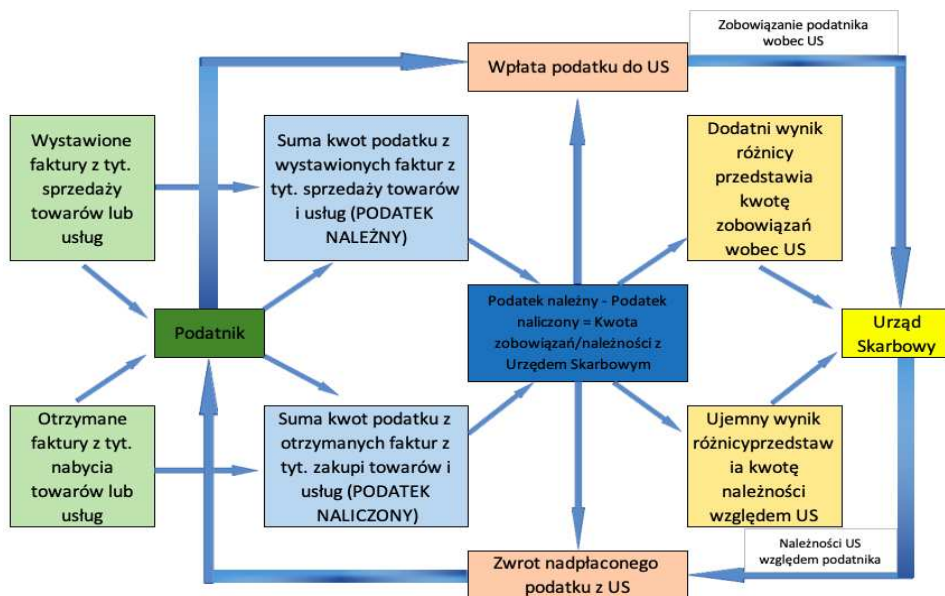 Zobowiązanie podatnika
wobec US
Wpłata podatku do US
Wystawione
faktury z tyt.
sprzedaży
towarów lub
usług
Suma kwot podatku z
wystawionych faktur z
tyt. sprzedaży towarów
i usług (PODATEK
NALEŻNY)
Dodatni wynik
różnicy
przedstawia
kwotę
zobowiązań
wobec US
Podatnik
Podatek należny - Podatek
naliczony = Kwota
zobowiązań/należności z
Urzędem Skarbowym
Urząd
Skarbowy
Otrzymane
faktury z tyt.
nabycia
towarów lub
usług
Suma kwot podatku z
otrzymanych faktur z
tyt. zakupi towarów i
usług (PODATEK
NALICZONY)
Ujemny wynik
różnicyprzedstaw
ia kwotę
należności
względem US
Zwrot nadpłaconego
podatku z US
Należności US
względem podatnika